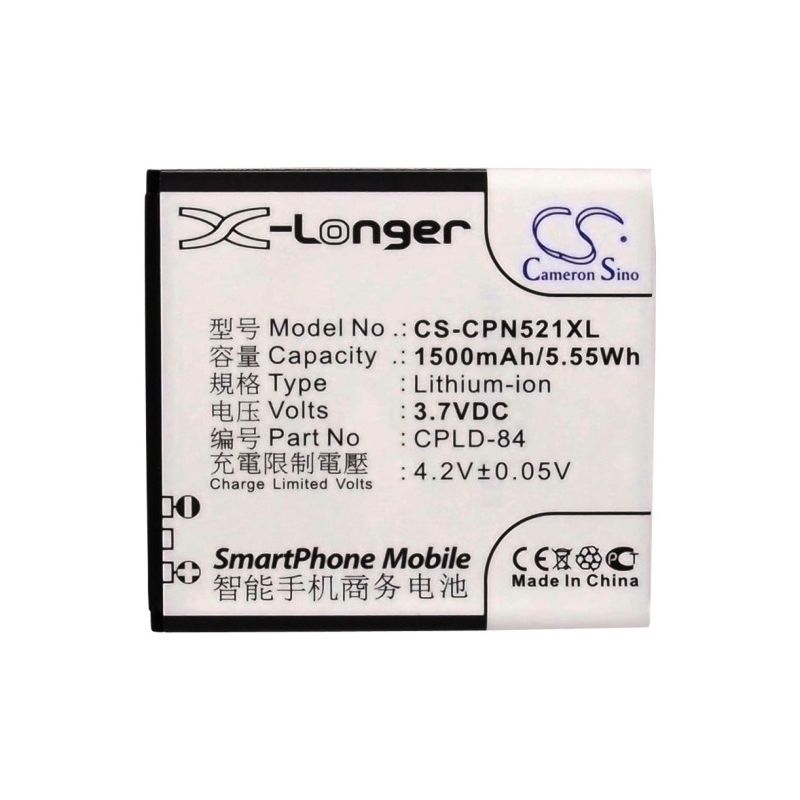 X-Longer
CS
Cameron Sino
型号 Model No .: CS-CPN521XL
容量 Capacity : 1500mAh/5.55Wh
規格 Type : Lithium-ion
电压 Volts : 3.7VDC
编号 Part No : CPLD-84
充電限制電壓 : 4.2V±0.05V
Charge Limited Volts
SmartPhone Mobile
智能手机商务电池
CE PCT
Made In China